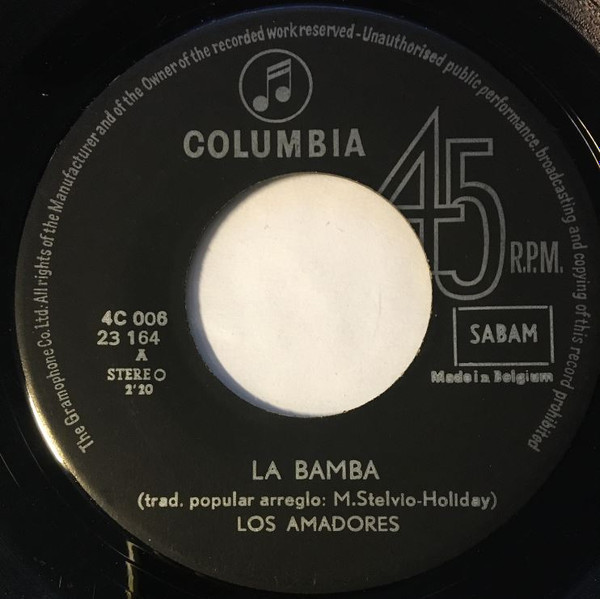 The Gramophone Co. Ltd. All rights of the Manufacturer and of the Owner of the recorded work reserved - Unauthorised public performance, broadcasting and copying of this record prohibited
COLUMBIA
45
R.P.M.
4C 006
23 164
A
STEREO
2'20
SABAM
Made in Belgium
LA BAMBA
(trad. popular arreglo: M.Stelvio-Holiday)
LOS AMADORES